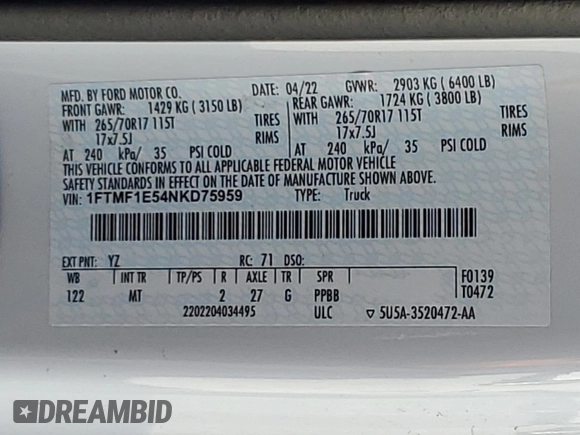 MFD. BY FORD MOTOR CO.
DATE: 04/22 GVWR: 2903 KG (6400 LB)
FRONT GAWR: 1429 KG (3150 LB) REAR GAWR: 1724 KG (3800 LB)
WITH 265/70R17 115T TIRES WITH 265/70R17 115T TIRES
17x7.5J RIMS 17x7.5J RIMS
AT 240 kPa/ 35 PSI COLD AT 240 kPa/ 35 PSI COLD
THIS VEHICLE CONFORMS TO ALL APPLICABLE FEDERAL MOTOR VEHICLE
SAFETY STANDARDS IN EFFECT ON THE DATE OF MANUFACTURE SHOWN ABOVE.
VIN: 1FTMF1E54NKD75959 TYPE: Truck
EXT PNT: YZ RC: 71 DSO:
WB INT TR TP/PS R AXLE TR SPR F0139
122 MT 2 27 G PPBB T0472
2202204034495 ULC ▽ 5U5A-3520472-AA
DREAMBID